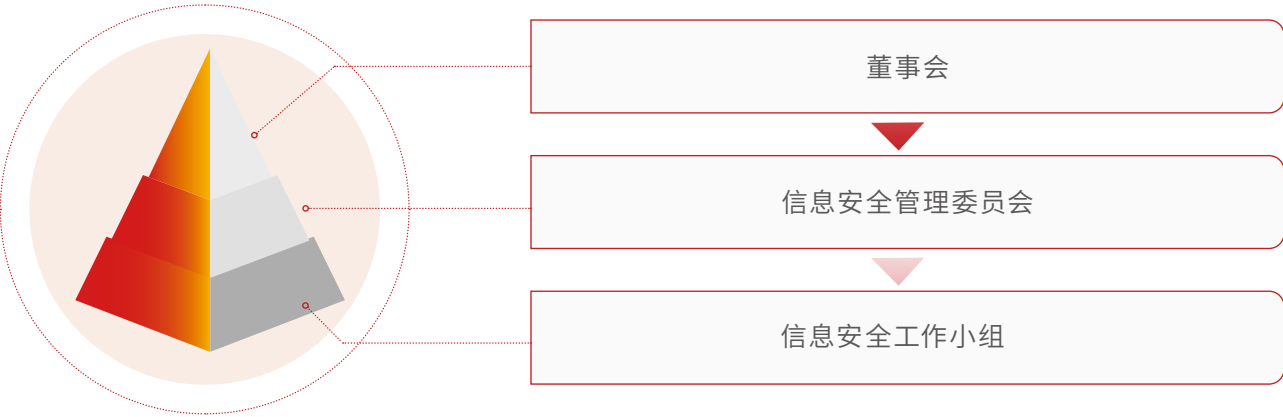 董事会
信息安全管理委员会
信息安全工作小组